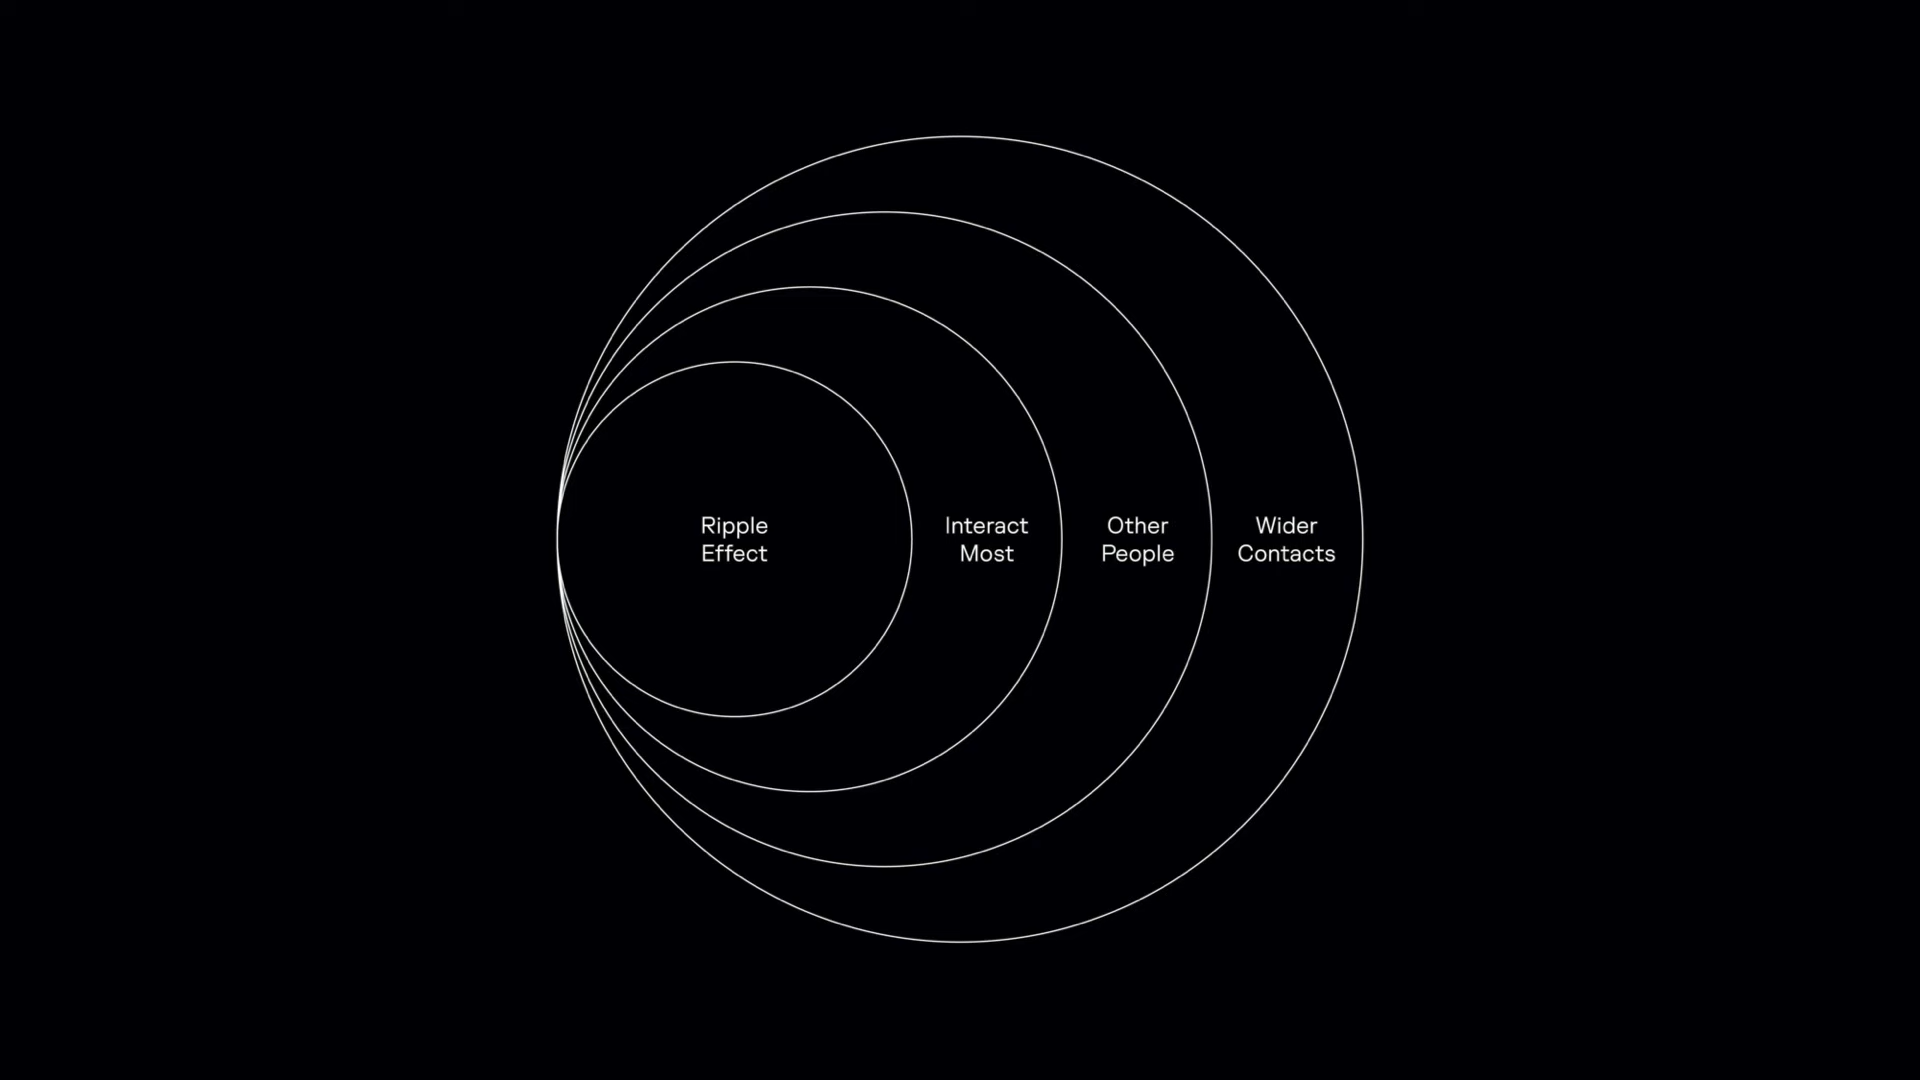 Ripple
Effect
Interact
Most
Other
People
Wider
Contacts